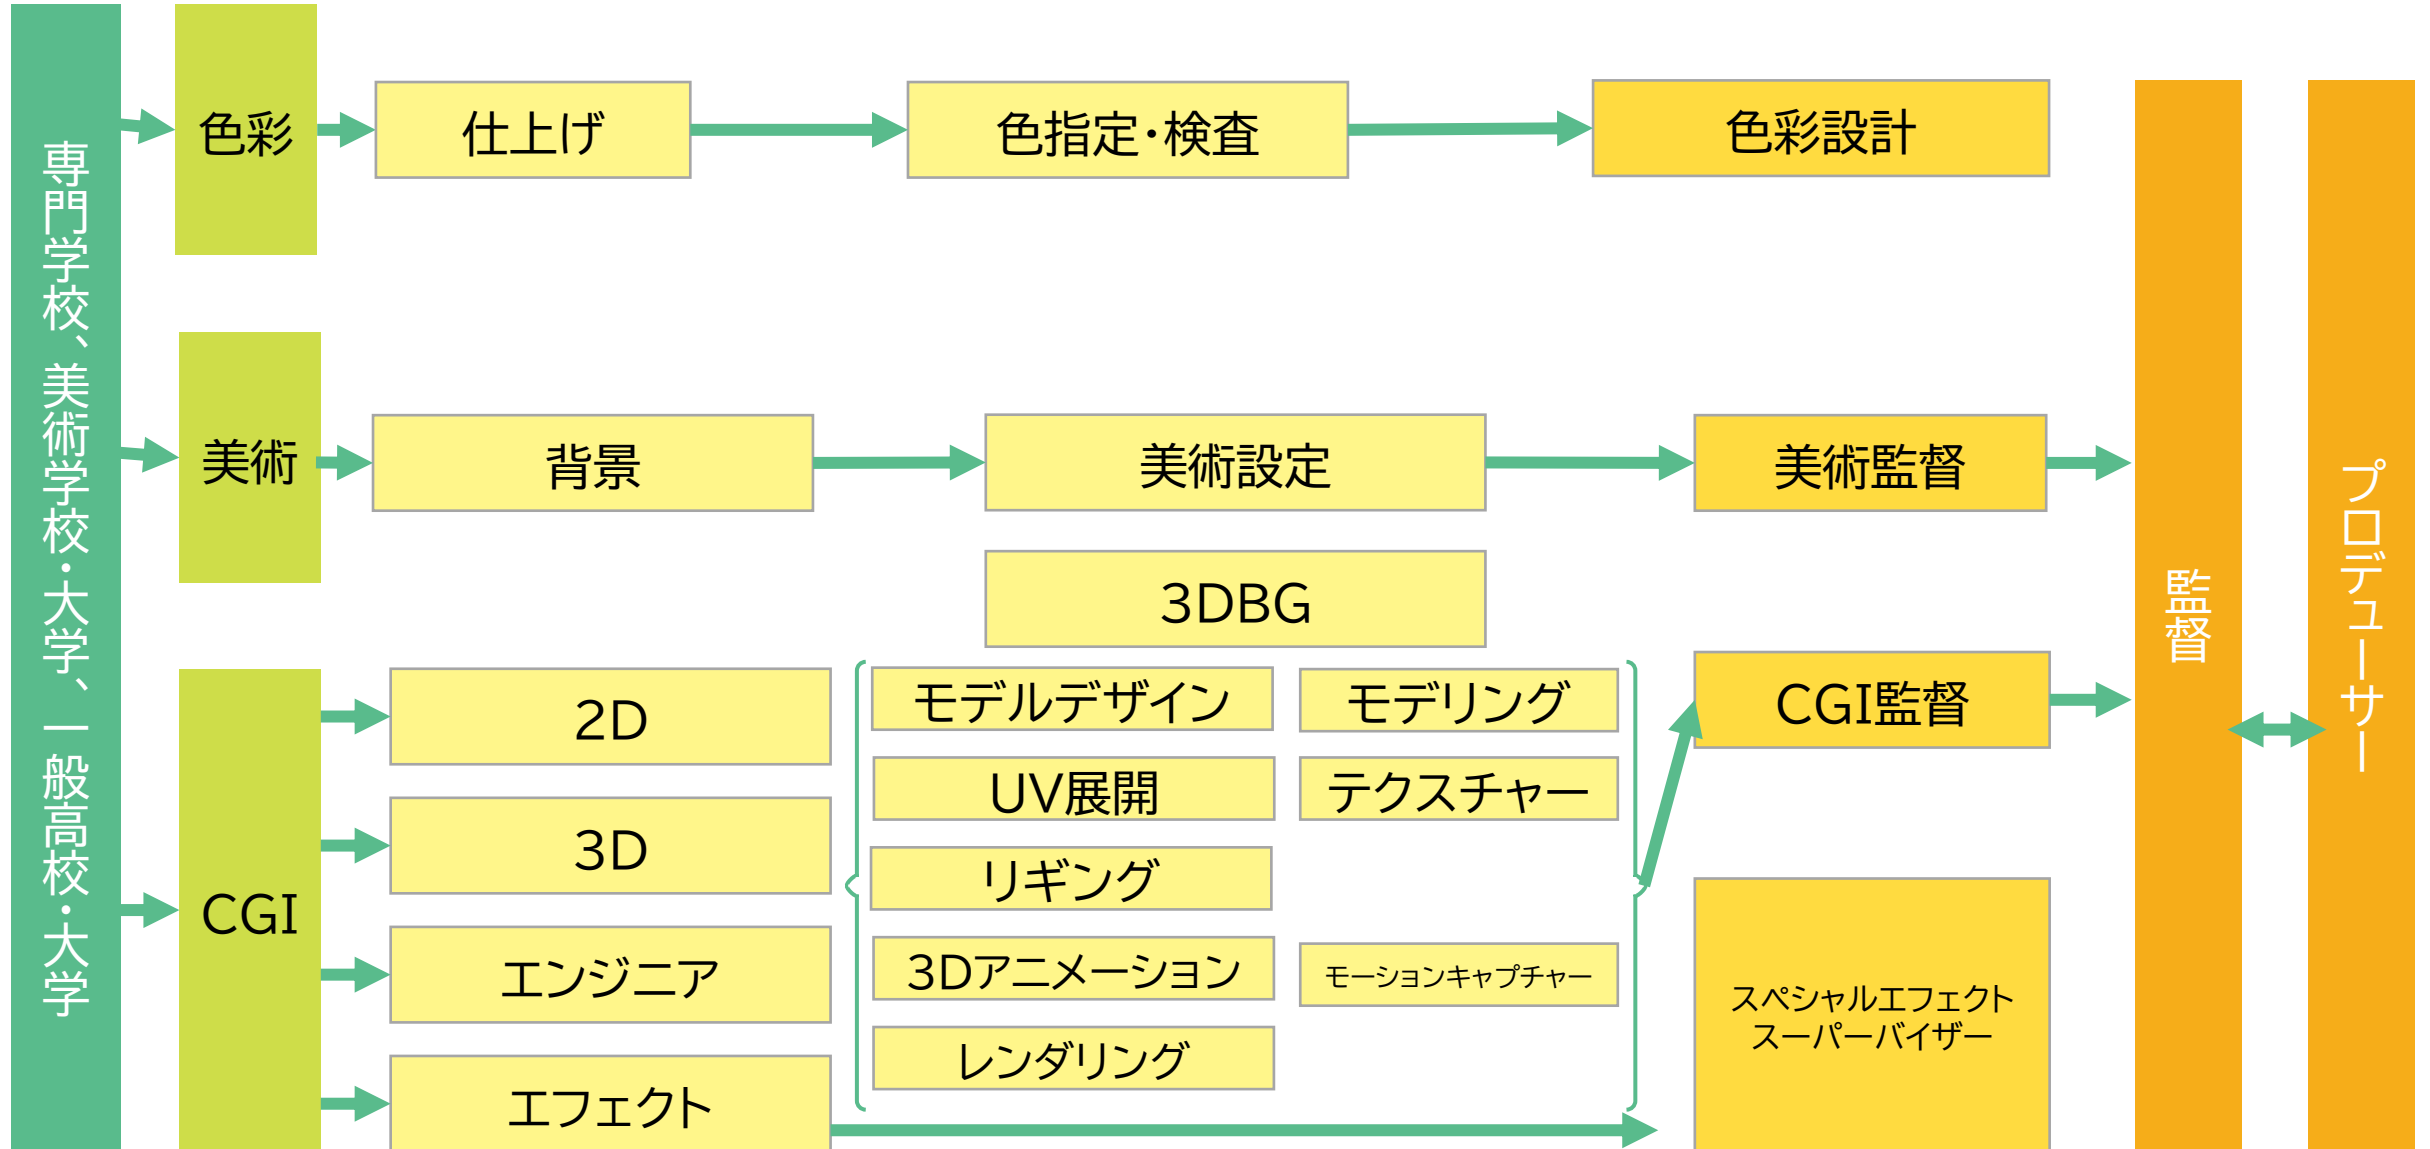 専門学校、美術学校・大学、一般高校・大学
色彩
仕上げ
色指定・検査
色彩設計
美術
背景
美術設定
美術監督
3DBG
CGI
2D
3D
エンジニア
エフェクト
モデルデザイン
モデリング
UV展開
テクスチャー
リギング
3Dアニメーション
モーションキャプチャー
レンダリング
CGI監督
スペシャルエフェクト
スーパーバイザー
監督
プロデューサー